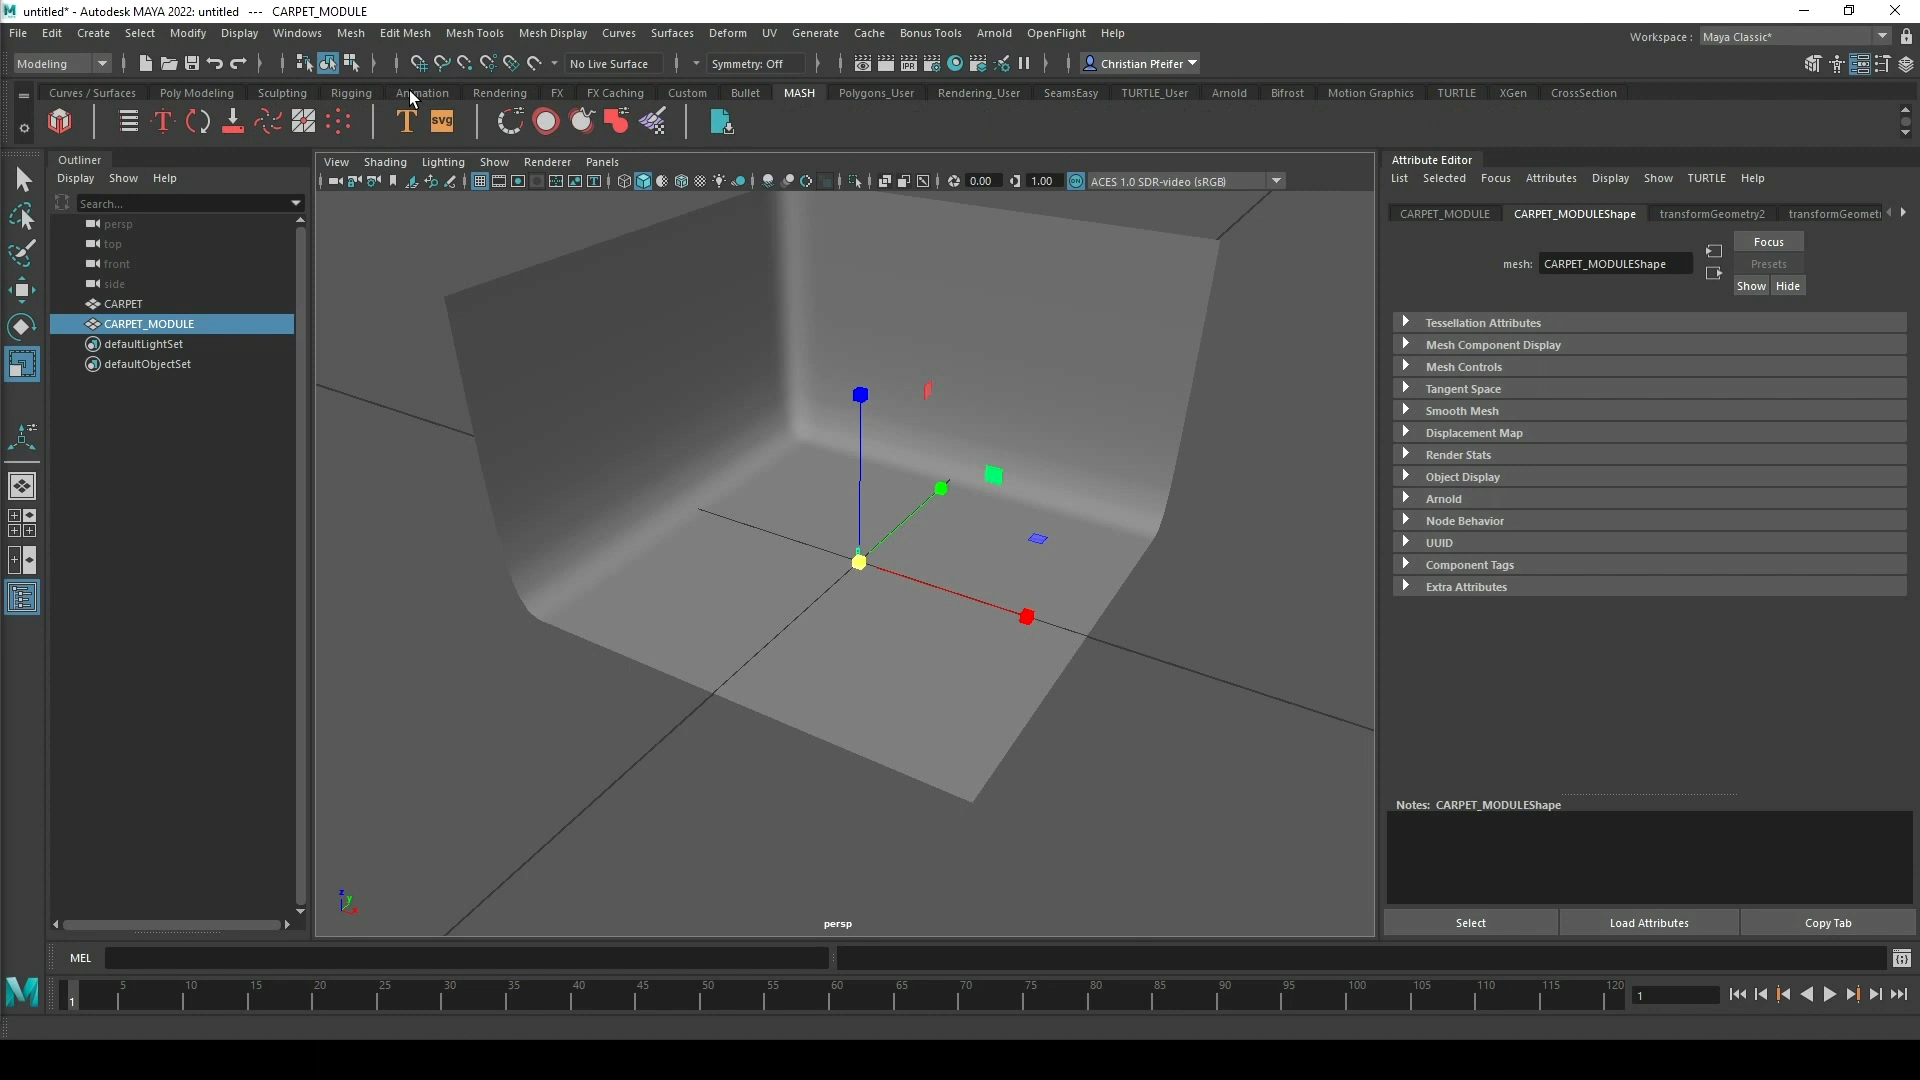 untitled* - Autodesk MAYA 2022: untitled --- CARPET_MODULE
File Edit Create Select Modify Display Windows Mesh Edit Mesh Mesh Tools Mesh Display Curves Surfaces Deform UV Generate Cache Bonus Tools Arnold OpenFlight Help
Workspace : Maya Classic*
Modeling No Live Surface Symmetry: Off Christian Pfeifer
Curves / Surfaces Poly Modeling Sculpting Rigging Animation Rendering FX FX Caching Custom Bullet MASH Polygons_User Rendering_User SeamsEasy TURTLE_User Arnold Bifrost Motion Graphics TURTLE XGen CrossSection
T SVG
Outliner
Display Show Help
Search...
persp
top
front
side
CARPET
CARPET_MODULE
defaultLightSet
defaultObjectSet
View Shading Lighting Show Renderer Panels
IPR
0.00 1.00 ON ACES 1.0 SDR-video (sRGB)
z
y
x
persp
Attribute Editor
List Selected Focus Attributes Display Show TURTLE Help
CARPET_MODULE CARPET_MODULEShape transformGeometry2 transformGeomet
mesh: CARPET_MODULEShape
Focus
Presets
Show Hide
Tessellation Attributes
Mesh Component Display
Mesh Controls
Tangent Space
Smooth Mesh
Displacement Map
Render Stats
Object Display
Arnold
Node Behavior
UUID
Component Tags
Extra Attributes
Notes: CARPET_MODULEShape
Select Load Attributes Copy Tab
MEL
1 5 10 15 20 25 30 35 40 45 50 55 60 65 70 75 80 85 90 95 100 105 110 115 120
1